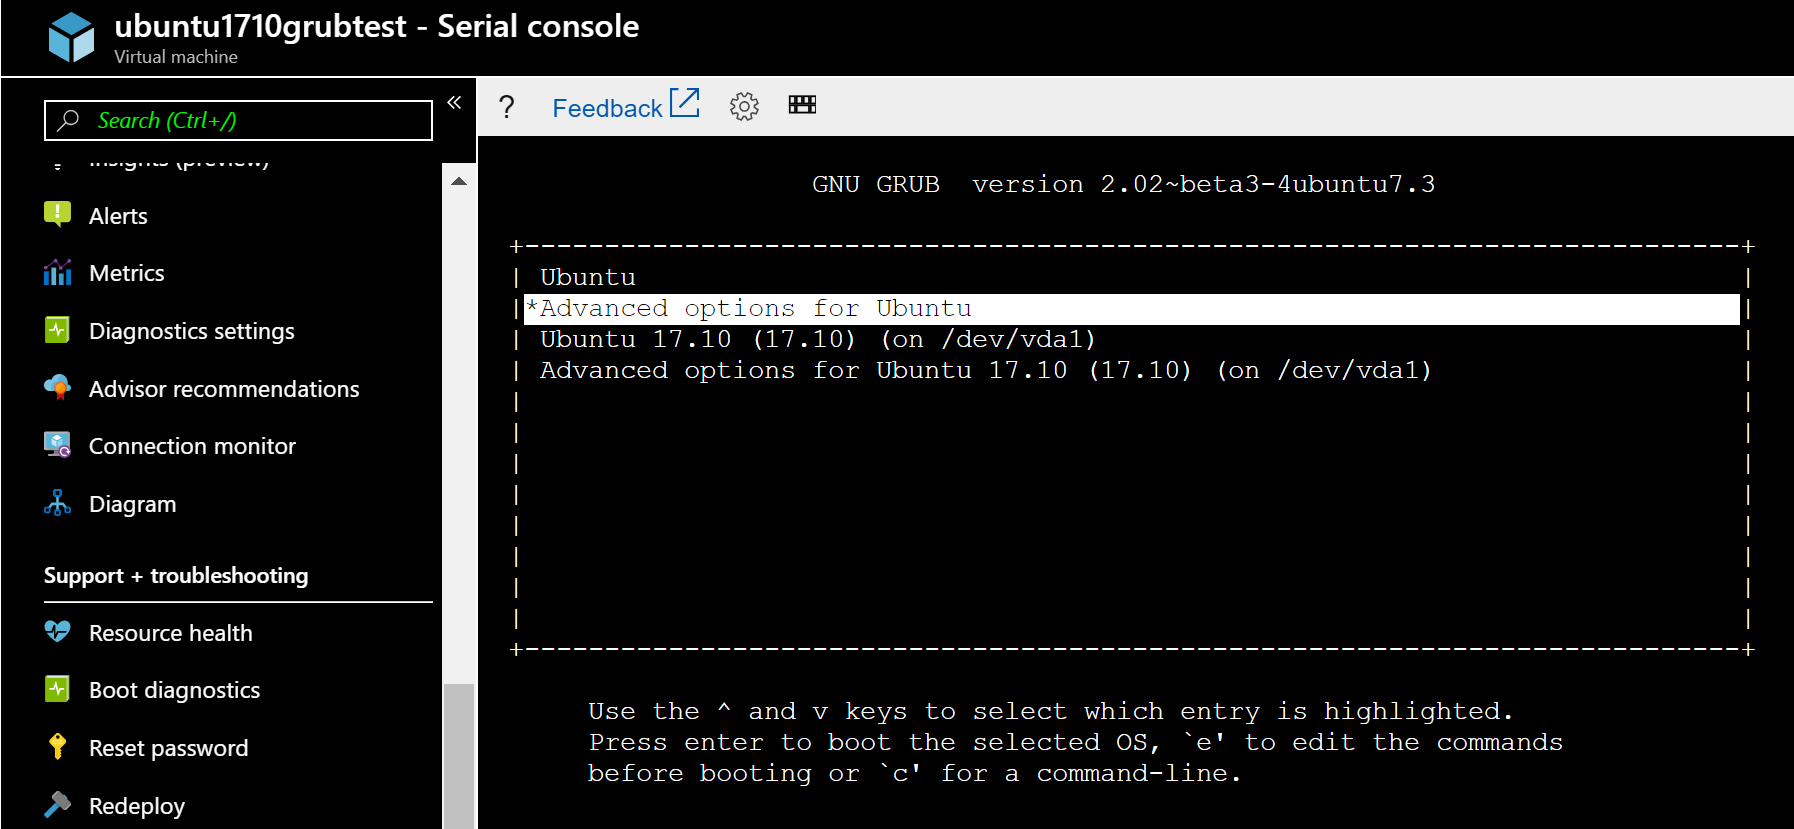 ubuntu1710grubtest - Serial console
Virtual machine
Search (Ctrl+/)
«
Insights (preview)
Alerts
Metrics
Diagnostics settings
Advisor recommendations
Connection monitor
Diagram
Support + troubleshooting
Resource health
Boot diagnostics
Reset password
Redeploy
? Feedback
GNU GRUB  version 2.02~beta3-4ubuntu7.3
+----------------------------------------------------------------------------+
| Ubuntu |
|*Advanced options for Ubuntu |
| Ubuntu 17.10 (17.10) (on /dev/vda1) |
| Advanced options for Ubuntu 17.10 (17.10) (on /dev/vda1) |
+----------------------------------------------------------------------------+
Use the ^ and v keys to select which entry is highlighted.
Press enter to boot the selected OS, `e' to edit the commands
before booting or `c' for a command-line.